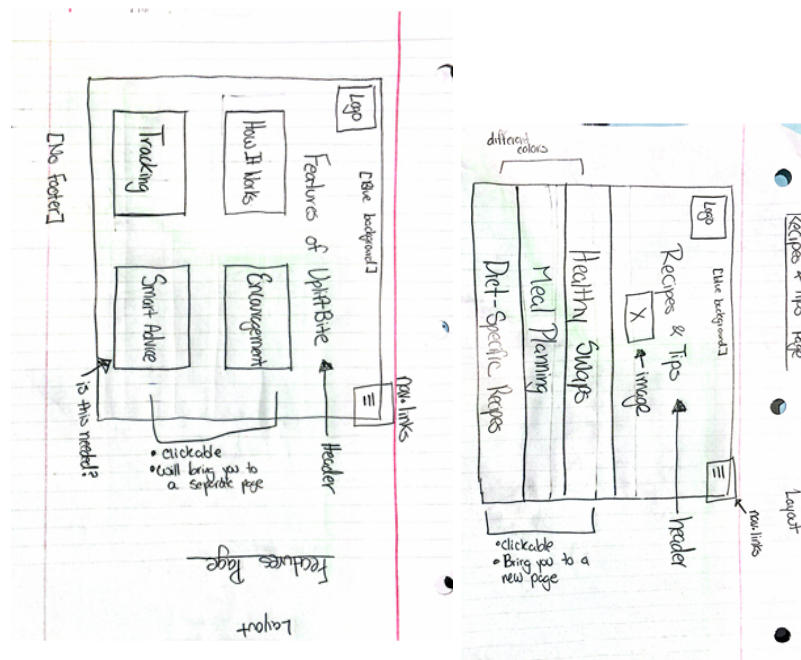 Logo
[Blue background]
nav.links
Features of UpliftBite
Header
How It Works
Encouragement
Tracking
Smart Advice
• clickable
• will bring you to
a separate page
is this needed?
[No Footer]
Features Page
Layout
Recipes & Tips Page
Layout
Logo
[blue background]
nav.links
Recipes & Tips
header
X
image
different
colors
Healthy Swaps
Meal Planning
Diet-Specific Recipes
• clickable
• Bring you to a
new page